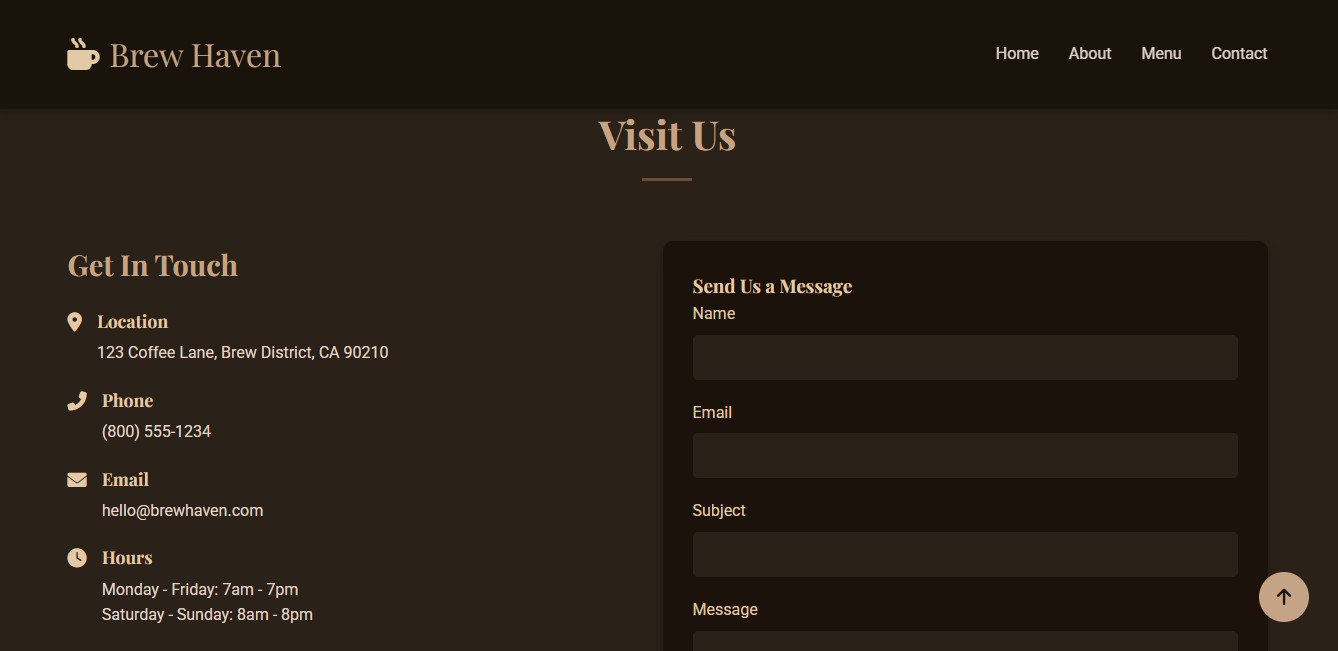 Brew Haven
Home
About
Menu
Contact
Visit Us
Get In Touch
Location
123 Coffee Lane, Brew District, CA 90210
Phone
(800) 555-1234
Email
hello@brewhaven.com
Hours
Monday - Friday: 7am - 7pm
Saturday - Sunday: 8am - 8pm
Send Us a Message
Name
Email
Subject
Message